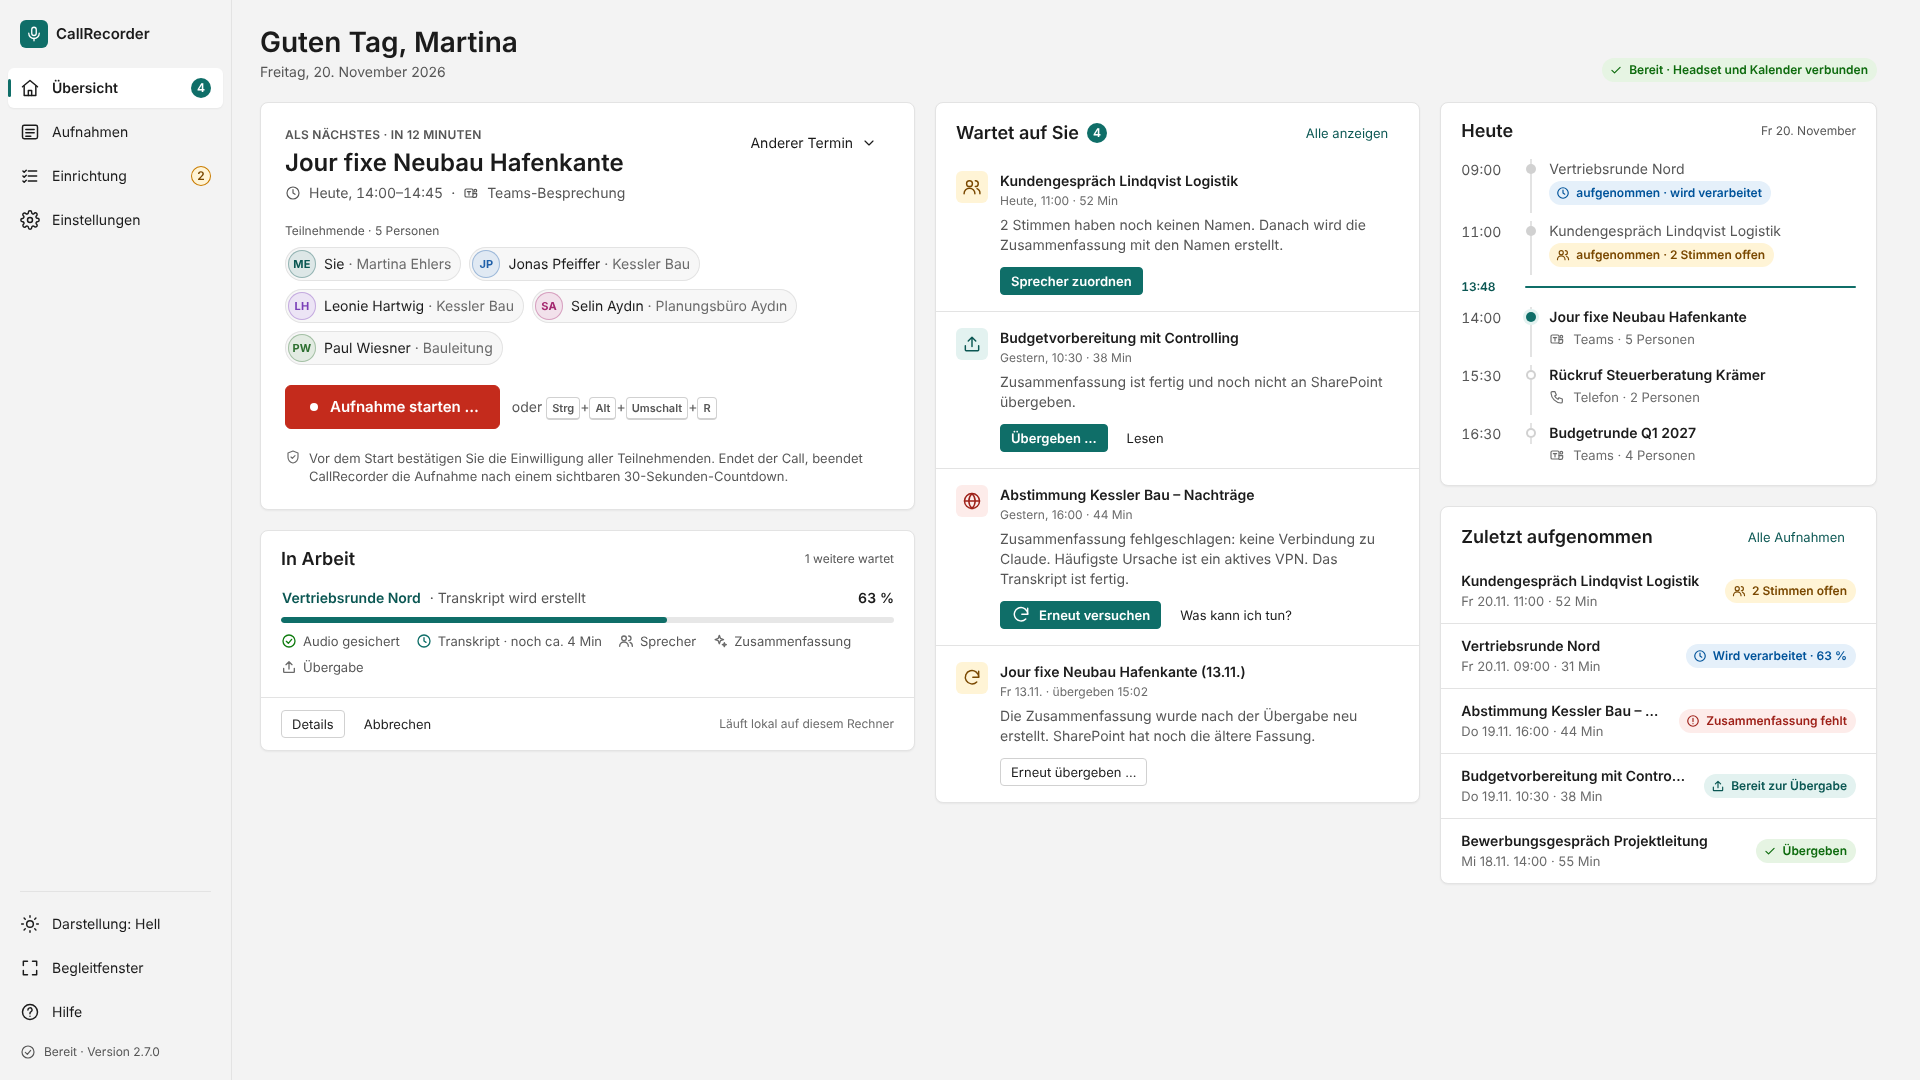 CallRecorder
Übersicht 4
Aufnahmen
Einrichtung 2
Einstellungen
Darstellung: Hell
Begleitfenster
Hilfe
Bereit · Version 2.7.0
Guten Tag, Martina
Freitag, 20. November 2026
Bereit · Headset und Kalender verbunden
ALS NÄCHSTES · IN 12 MINUTEN
Jour fixe Neubau Hafenkante
Anderer Termin
Heute, 14:00–14:45 · Teams-Besprechung
Teilnehmende · 5 Personen
ME Sie · Martina Ehlers
JP Jonas Pfeiffer · Kessler Bau
LH Leonie Hartwig · Kessler Bau
SA Selin Aydın · Planungsbüro Aydın
PW Paul Wiesner · Bauleitung
Aufnahme starten ...
oder Strg + Alt + Umschalt + R
Vor dem Start bestätigen Sie die Einwilligung aller Teilnehmenden. Endet der Call, beendet
CallRecorder die Aufnahme nach einem sichtbaren 30-Sekunden-Countdown.
In Arbeit
1 weitere wartet
Vertriebsrunde Nord · Transkript wird erstellt
63 %
Audio gesichert
Transkript · noch ca. 4 Min
Sprecher
Zusammenfassung
Übergabe
Details
Abbrechen
Läuft lokal auf diesem Rechner
Wartet auf Sie 4
Alle anzeigen
Kundengespräch Lindqvist Logistik
Heute, 11:00 · 52 Min
2 Stimmen haben noch keinen Namen. Danach wird die
Zusammenfassung mit den Namen erstellt.
Sprecher zuordnen
Budgetvorbereitung mit Controlling
Gestern, 10:30 · 38 Min
Zusammenfassung ist fertig und noch nicht an SharePoint
übergeben.
Übergeben ...
Lesen
Abstimmung Kessler Bau – Nachträge
Gestern, 16:00 · 44 Min
Zusammenfassung fehlgeschlagen: keine Verbindung zu
Claude. Häufigste Ursache ist ein aktives VPN. Das
Transkript ist fertig.
Erneut versuchen
Was kann ich tun?
Jour fixe Neubau Hafenkante (13.11.)
Fr 13.11. · übergeben 15:02
Die Zusammenfassung wurde nach der Übergabe neu
erstellt. SharePoint hat noch die ältere Fassung.
Erneut übergeben ...
Heute
Fr 20. November
09:00 Vertriebsrunde Nord
aufgenommen · wird verarbeitet
11:00 Kundengespräch Lindqvist Logistik
aufgenommen · 2 Stimmen offen
13:48
14:00 Jour fixe Neubau Hafenkante
Teams · 5 Personen
15:30 Rückruf Steuerberatung Krämer
Telefon · 2 Personen
16:30 Budgetrunde Q1 2027
Teams · 4 Personen
Zuletzt aufgenommen
Alle Aufnahmen
Kundengespräch Lindqvist Logistik
Fr 20.11. 11:00 · 52 Min
2 Stimmen offen
Vertriebsrunde Nord
Fr 20.11. 09:00 · 31 Min
Wird verarbeitet · 63 %
Abstimmung Kessler Bau – ...
Do 19.11. 16:00 · 44 Min
Zusammenfassung fehlt
Budgetvorbereitung mit Contro...
Do 19.11. 10:30 · 38 Min
Bereit zur Übergabe
Bewerbungsgespräch Projektleitung
Mi 18.11. 14:00 · 55 Min
Übergeben